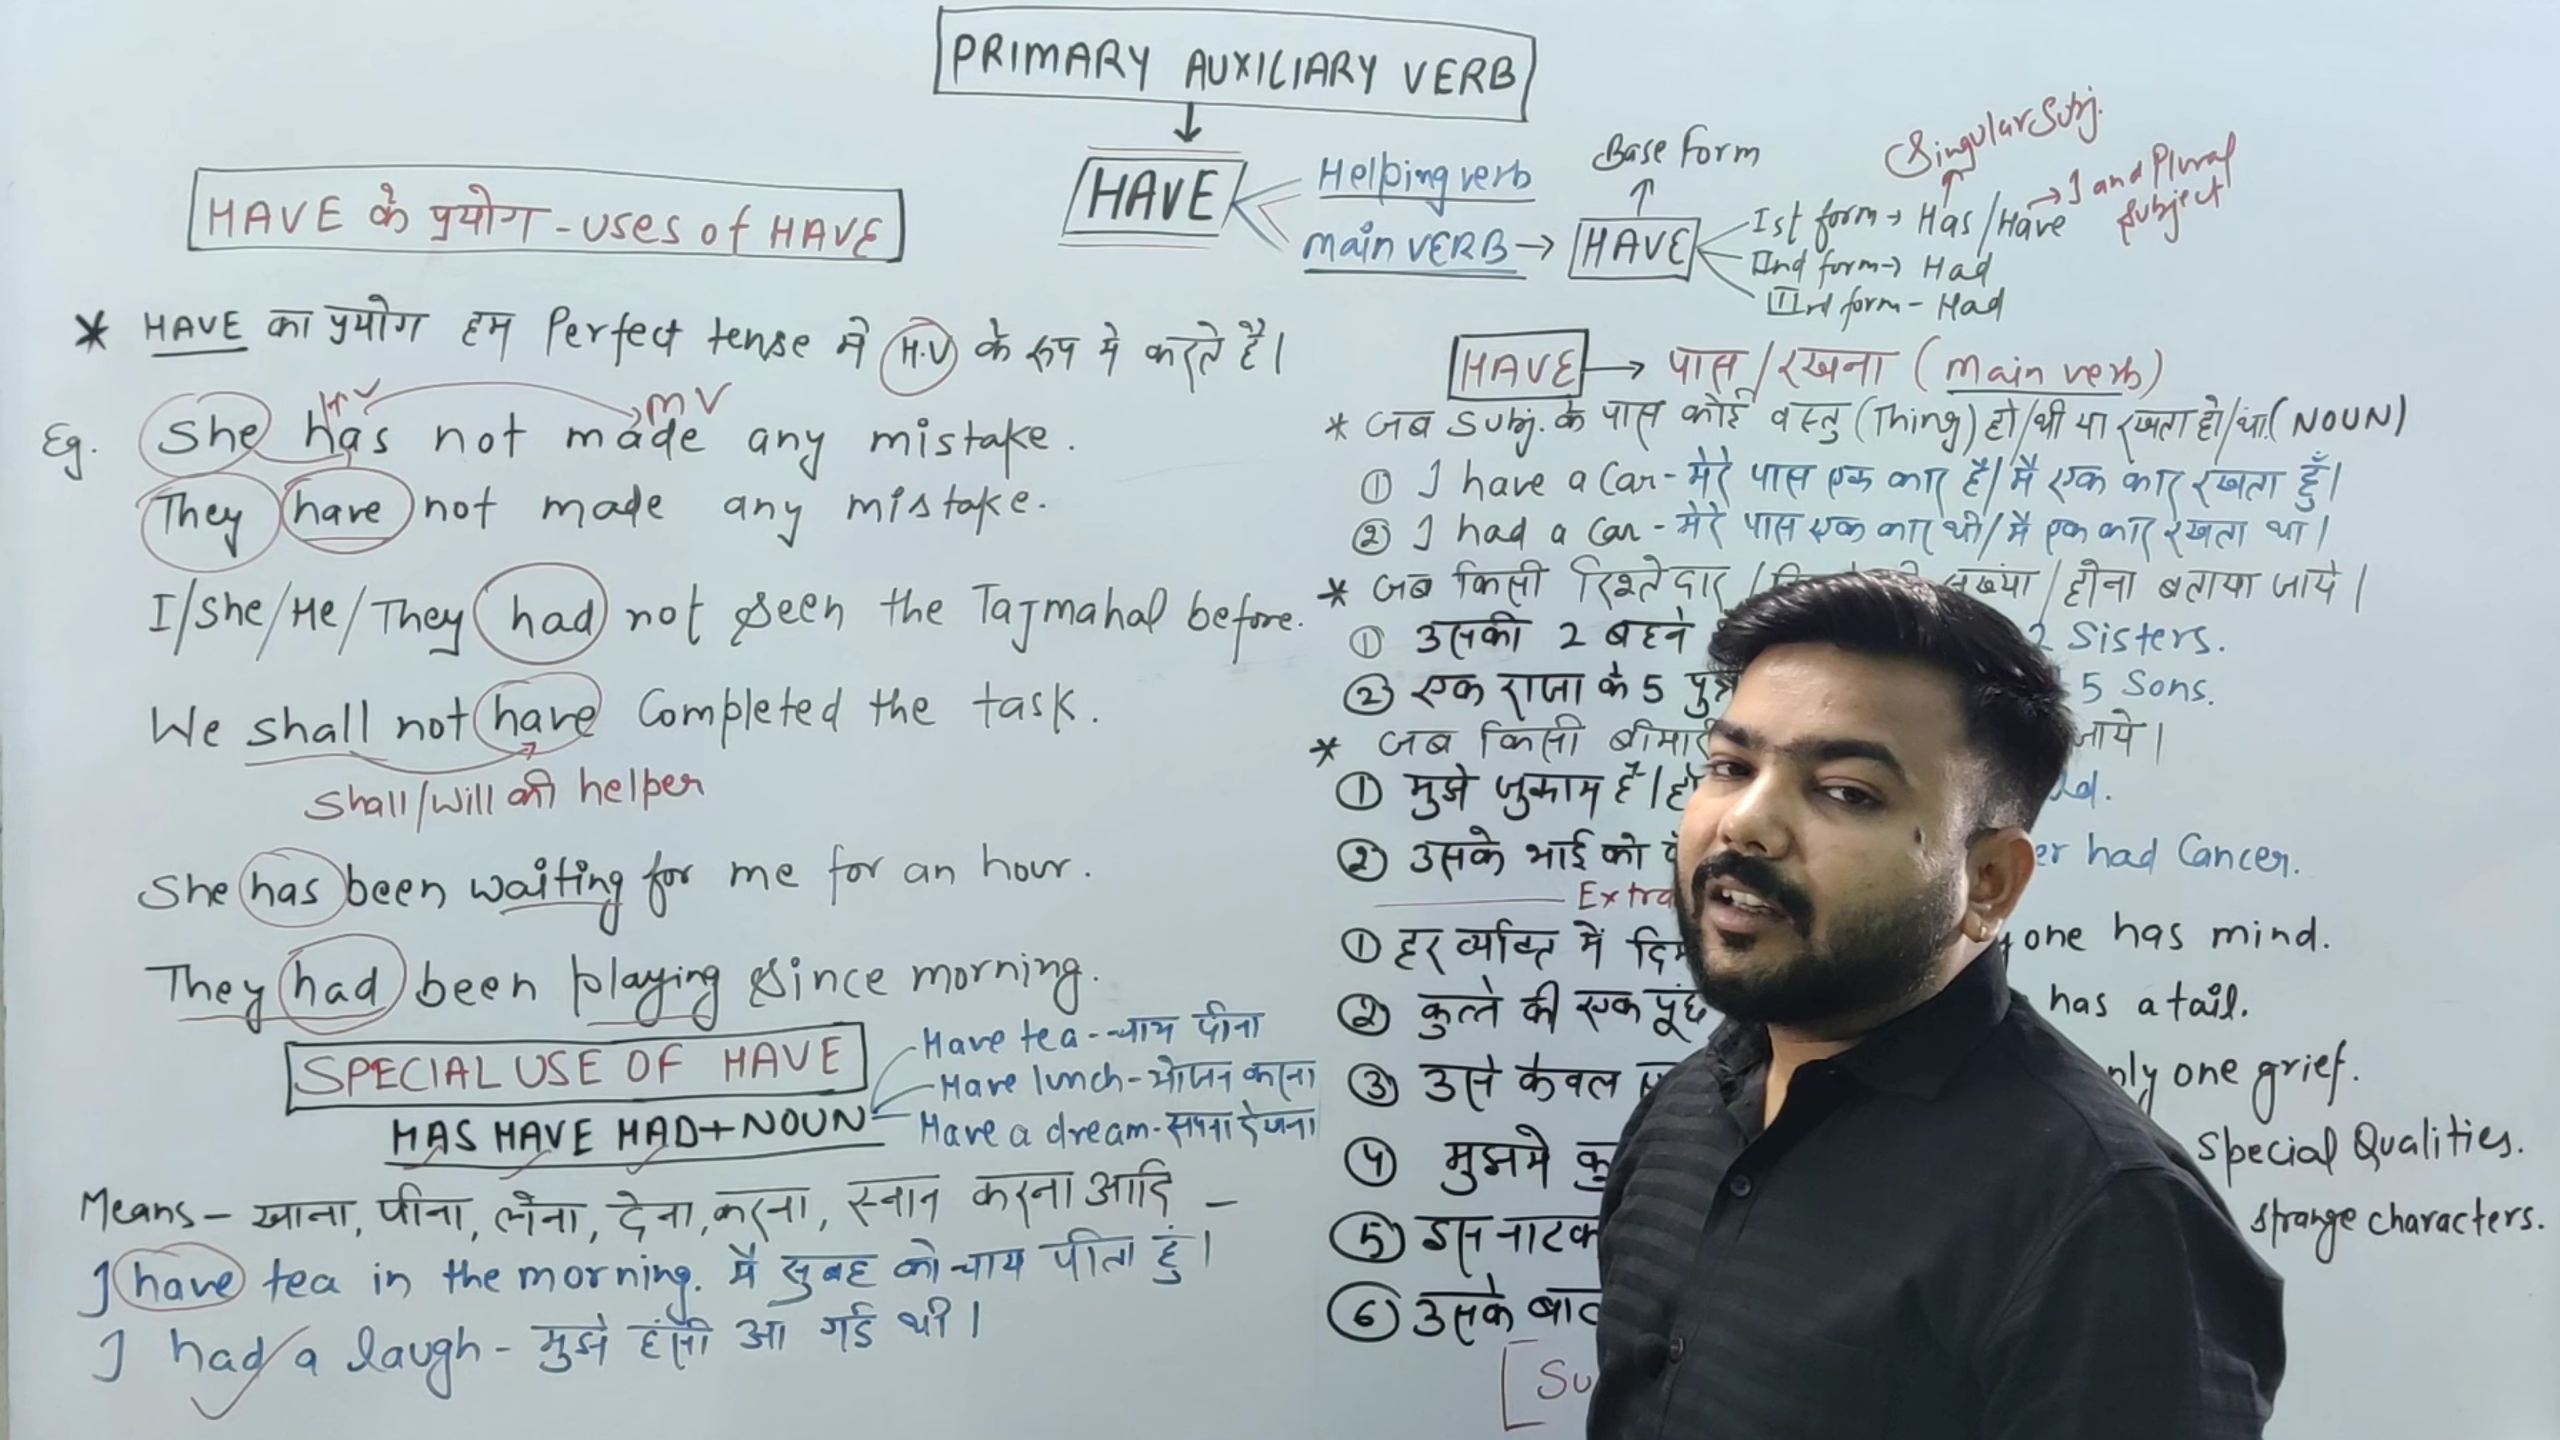 PRIMARY AUXILIARY VERB
HAVE
Helping verb
main VERB → HAVE
Base form
Ist form → Has/Have
Singular Subj.
→ I and Plural Subject
IInd form → Had
IIIrd form - Had
HAVE के प्रयोग - uses of HAVE
* HAVE का प्रयोग हम Perfect tense मे H.V के रूप मे करते है।
H V
M V
Eg. She has not made any mistake.
They have not made any mistake.
I/She/He/They had not seen the Tajmahal before.
We shall not have completed the task.
Shall/will की helper
She has been waiting for me for an hour.
They had been playing since morning.
SPECIAL USE OF HAVE
HAS HAVE HAD+NOUN
Have tea - चाय पीना
Have lunch - भोजन करना
Have a dream - सपना देखना
Means - खाना, पीना, लेना, देना, करना, स्नान करना आदि -
I have tea in the morning. मै सुबह को चाय पीता हुं।
I had a laugh - मुझे हंसी आ गई थी।
HAVE → पास/रखना (main verb)
* जब Subj. के पास कोई वस्तु (Thing) हो/थी या रखता हो/था (NOUN)
① I have a Car - मेरे पास एक कार है/मै एक कार रखता हुँ।
② I had a Car - मेरे पास एक कार थी/मै एक कार रखता था।
* जब किसी रिश्तेदार / संख्या/होना बताया जाये।
① उसकी 2 बहने 2 Sisters.
② एक राजा के 5 पुत्र 5 Sons.
* जब किसी जाये।
① मुझे जुकाम है/
② उसके भाई को had Cancer.
① हर व्यक्ति में one has mind.
② कुत्ते की एक पूंछ has a tail.
③ उसे केवल one grief.
④ मुझमे Special Qualities.
⑤ इस strange characters.
⑥ उसके